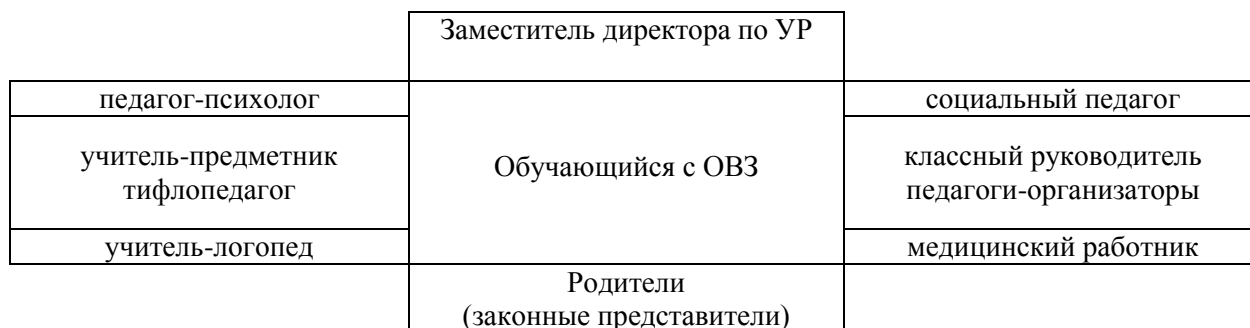 Заместитель директора по УР
педагог-психолог
социальный педагог
учитель-предметник
тифлопедагог
Обучающийся с ОВЗ
классный руководитель
педагоги-организаторы
учитель-логопед
медицинский работник
Родители
(законные представители)